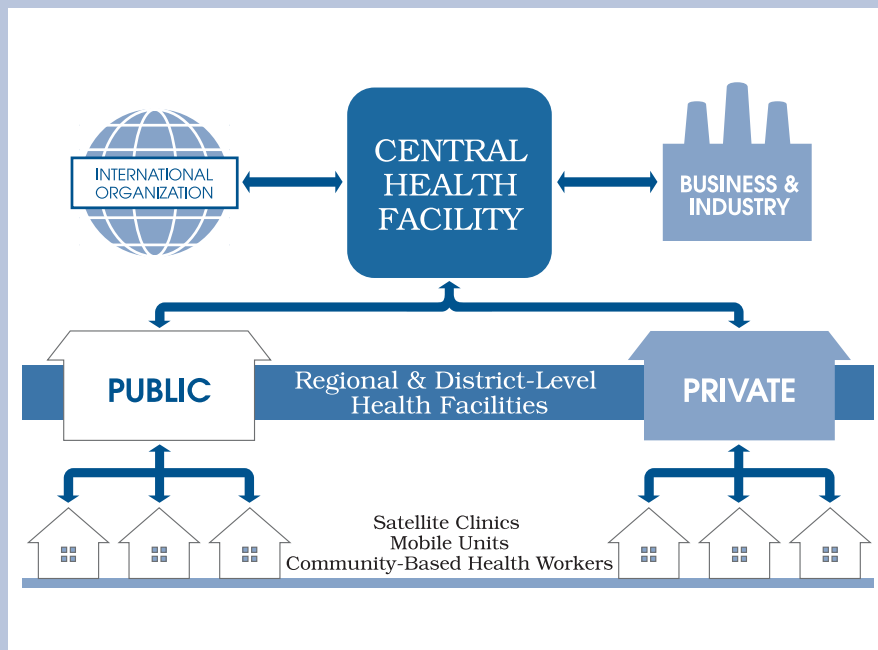 INTERNATIONAL
ORGANIZATION
CENTRAL
HEALTH
FACILITY
BUSINESS &
INDUSTRY
PUBLIC
Regional & District-Level
Health Facilities
PRIVATE
Satellite Clinics
Mobile Units
Community-Based Health Workers